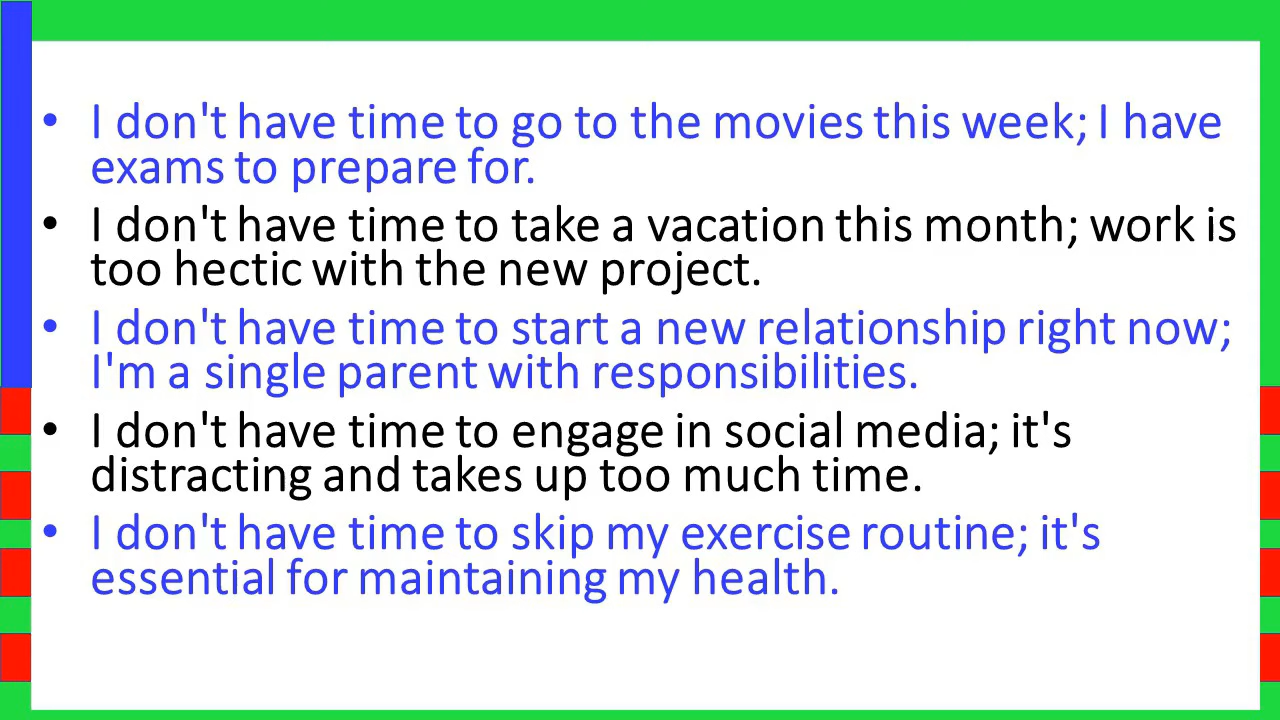 • I don't have time to go to the movies this week; I have
exams to prepare for.
• I don't have time to take a vacation this month; work is
too hectic with the new project.
• I don't have time to start a new relationship right now;
I'm a single parent with responsibilities.
• I don't have time to engage in social media; it's
distracting and takes up too much time.
• I don't have time to skip my exercise routine; it's
essential for maintaining my health.